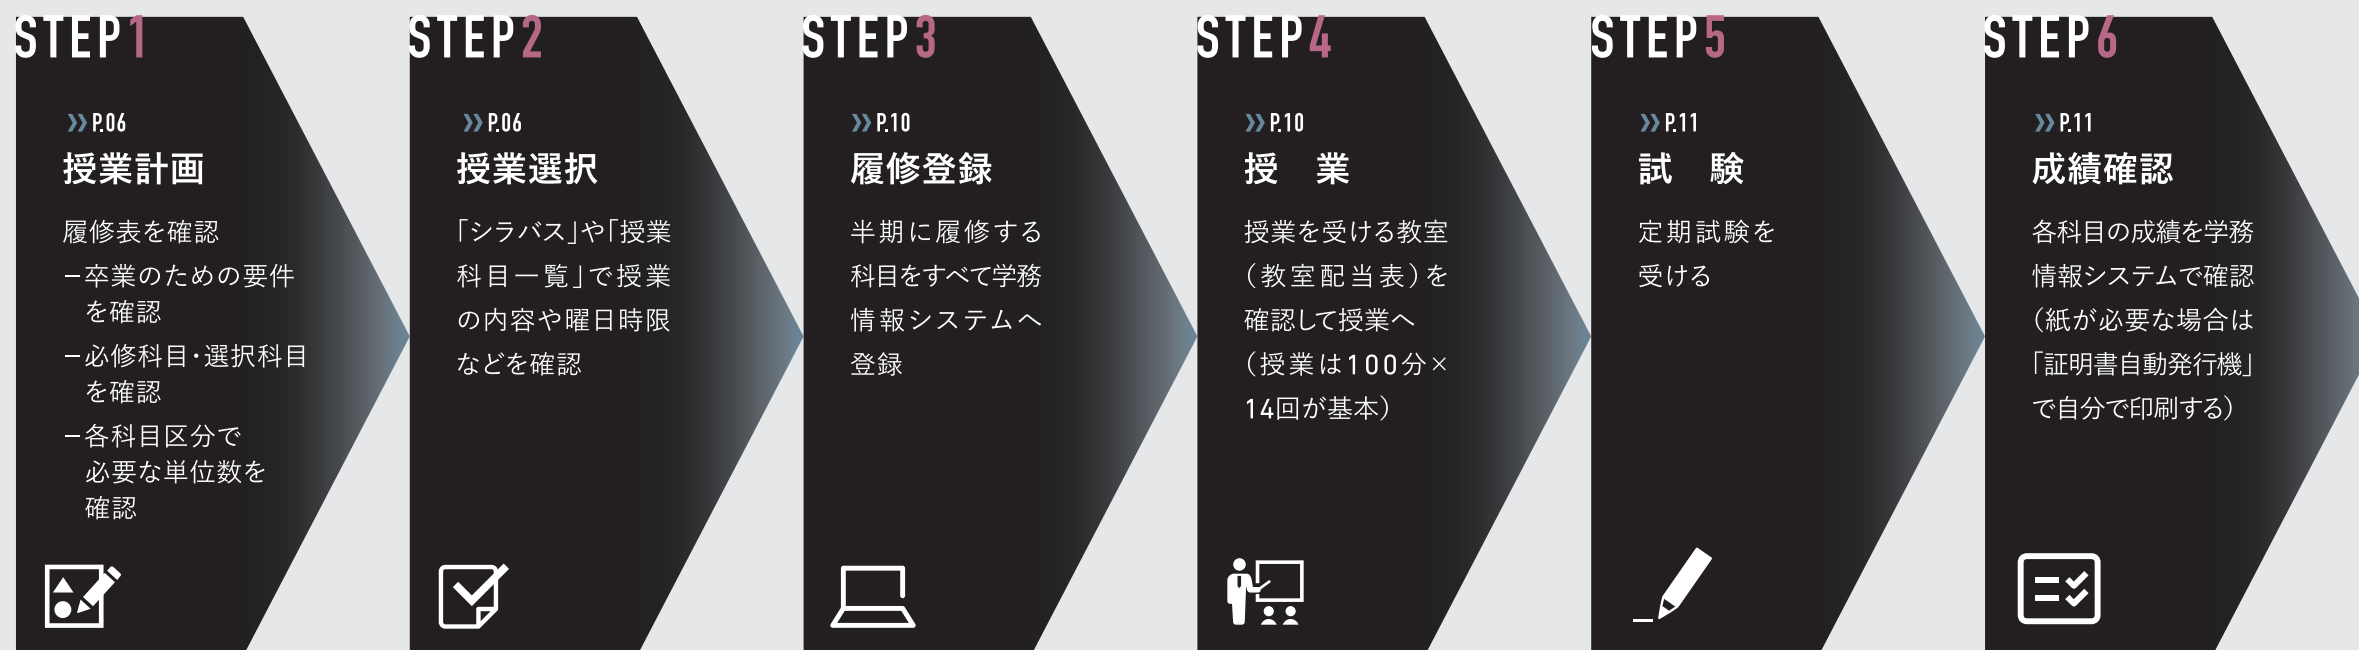 STEP1
»P.06
授業計画
履修表を確認
－卒業のための要件
を確認
－必修科目・選択科目
を確認
－各科目区分で
必要な単位数を
確認
STEP2
»P.06
授業選択
「シラバス」や「授業
科目一覧」で授業
の内容や曜日時限
などを確認
STEP3
»P.10
履修登録
半期に履修する
科目をすべて学務
情報システムへ
登録
STEP4
»P.10
授　業
授業を受ける教室
（教室配当表）を
確認して授業へ
（授業は100分×
14回が基本）
STEP5
»P.11
試　験
定期試験を
受ける
STEP6
»P.11
成績確認
各科目の成績を学務
情報システムで確認
（紙が必要な場合は
「証明書自動発行機」
で自分で印刷する）